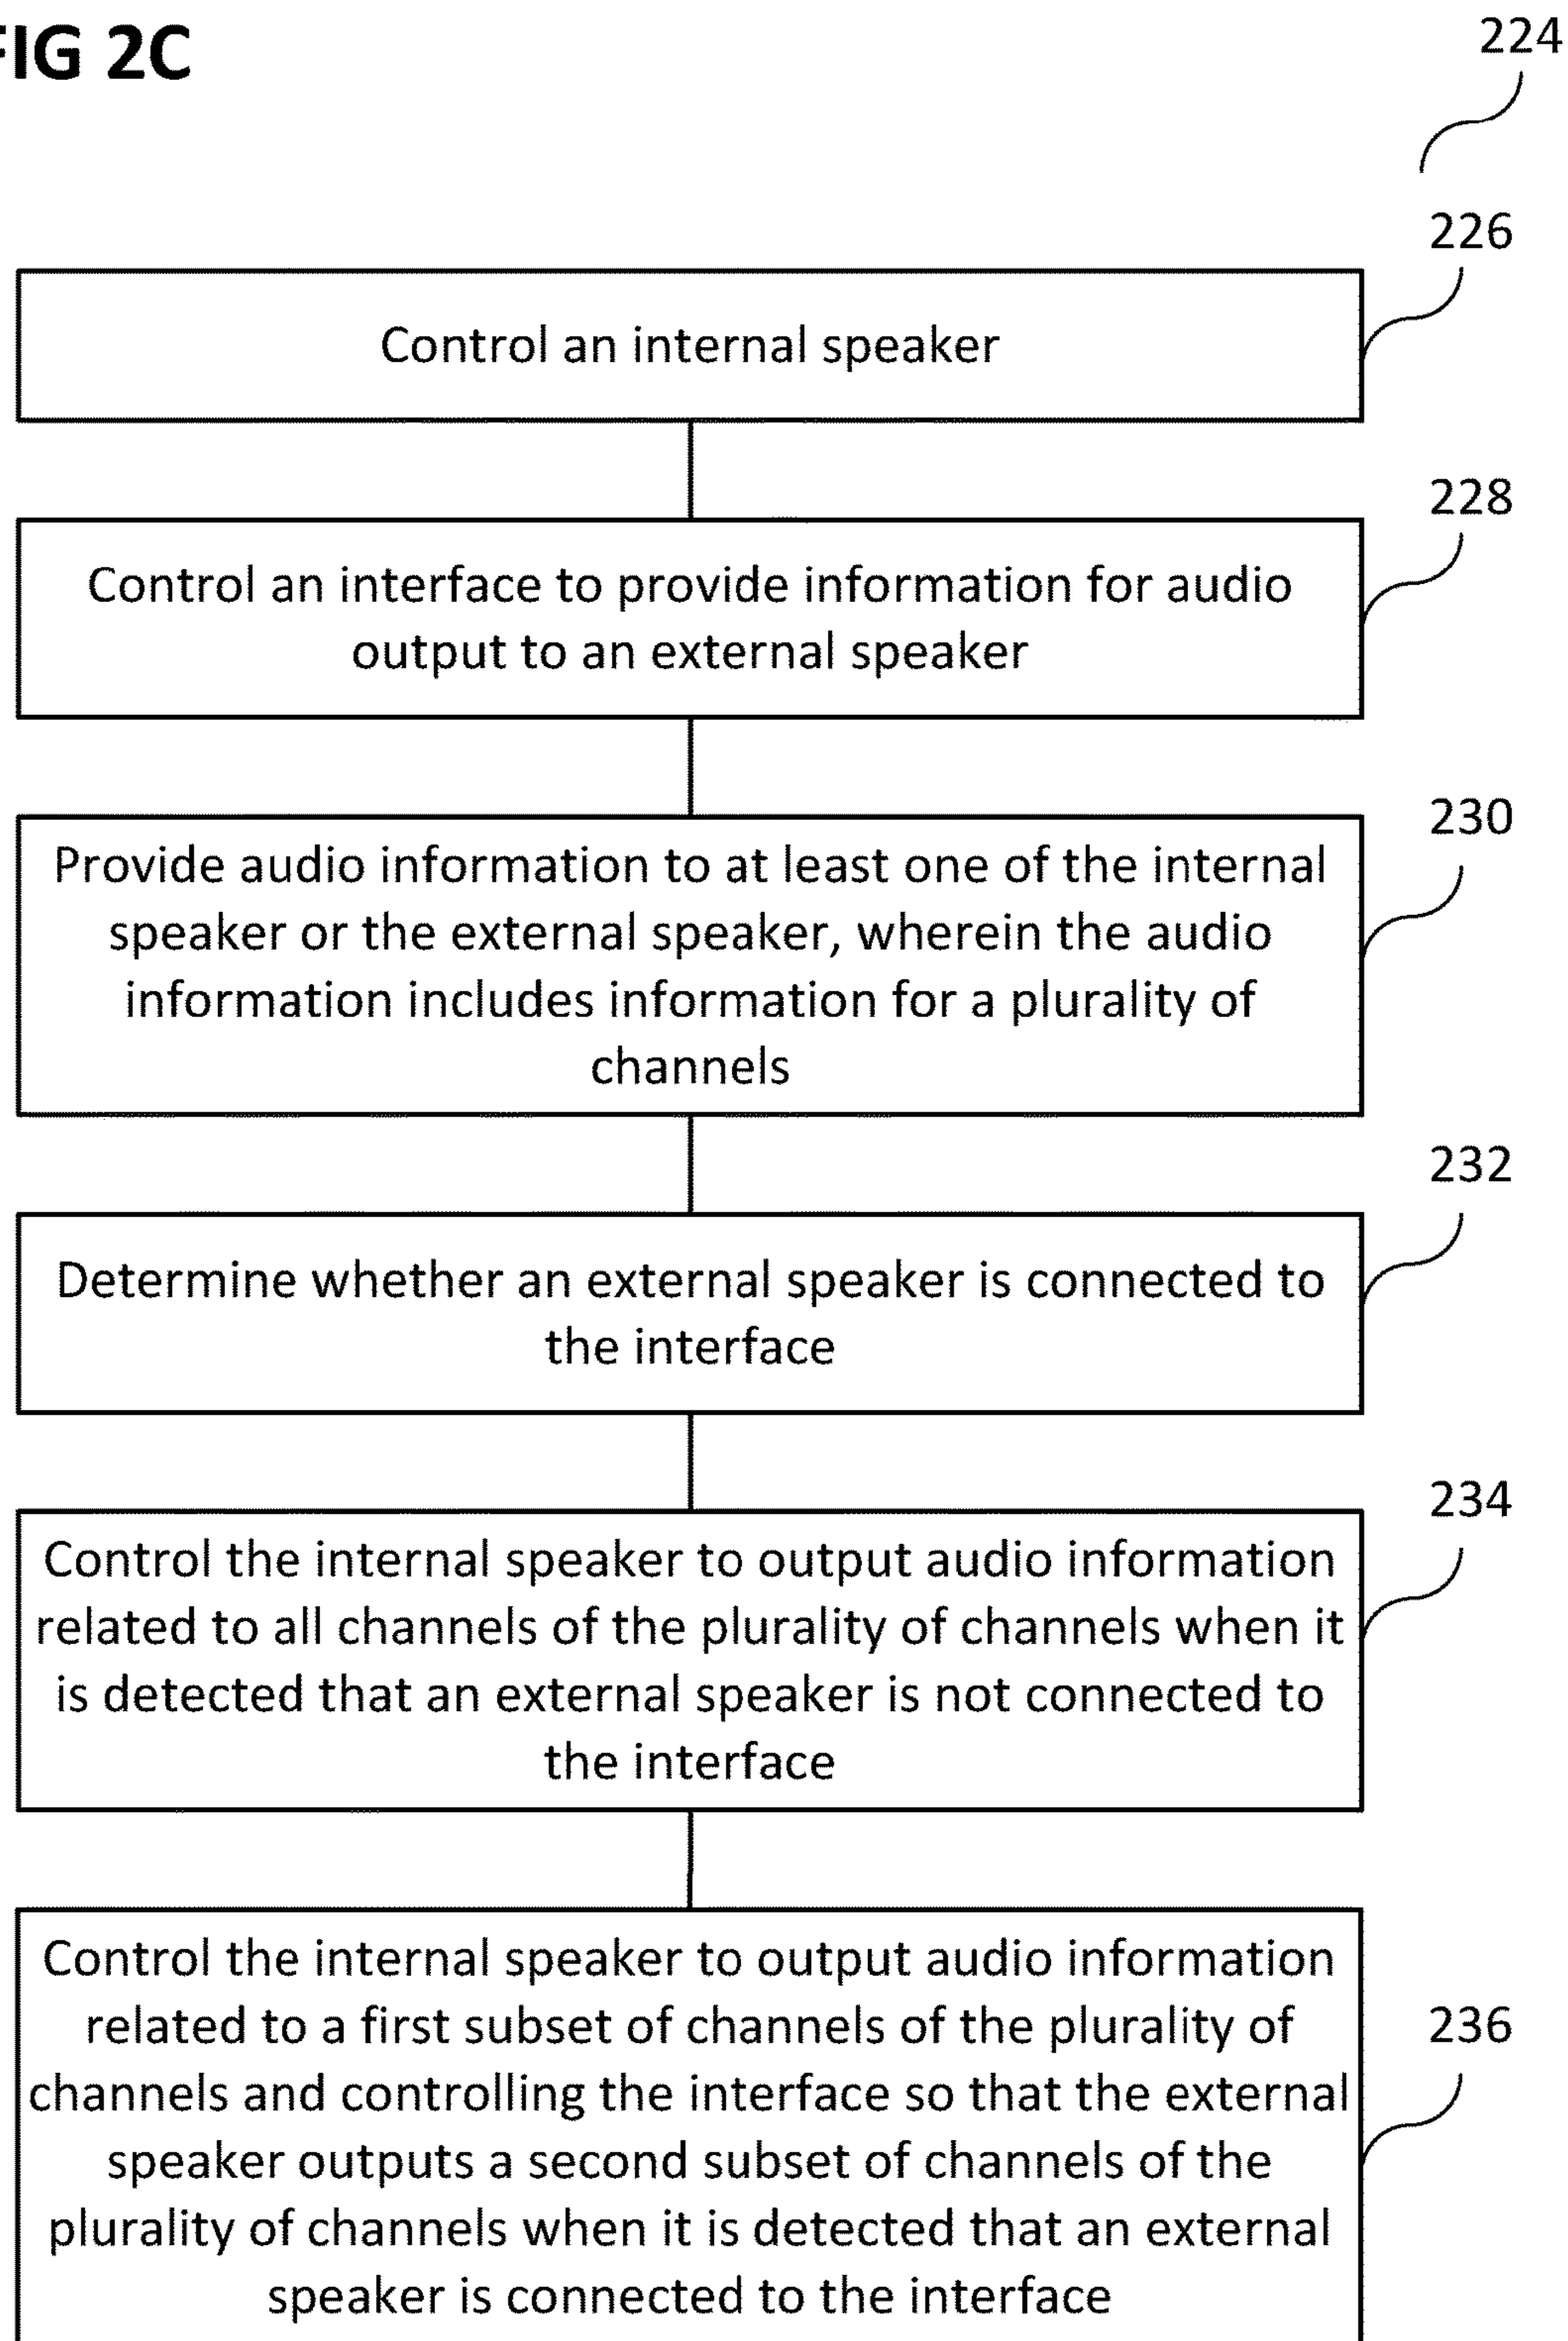 FIG 2C
224
226
Control an internal speaker
228
Control an interface to provide information for audio
output to an external speaker
230
Provide audio information to at least one of the internal
speaker or the external speaker, wherein the audio
information includes information for a plurality of
channels
232
Determine whether an external speaker is connected to
the interface
234
Control the internal speaker to output audio information
related to all channels of the plurality of channels when it
is detected that an external speaker is not connected to
the interface
236
Control the internal speaker to output audio information
related to a first subset of channels of the plurality of
channels and controlling the interface so that the external
speaker outputs a second subset of channels of the
plurality of channels when it is detected that an external
speaker is connected to the interface